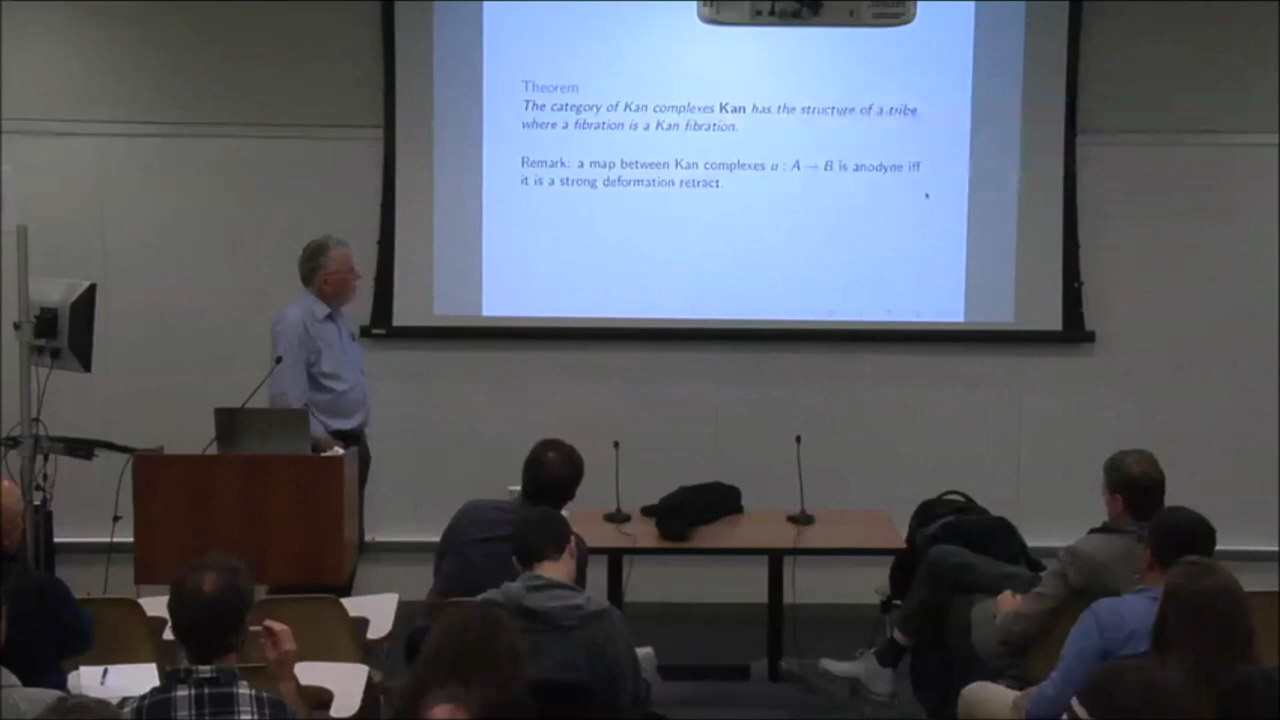 Theorem
The category of Kan complexes Kan has the structure of a tribe
where a fibration is a Kan fibration.
Remark: a map between Kan complexes u : A → B is anodyne iff
it is a strong deformation retract.